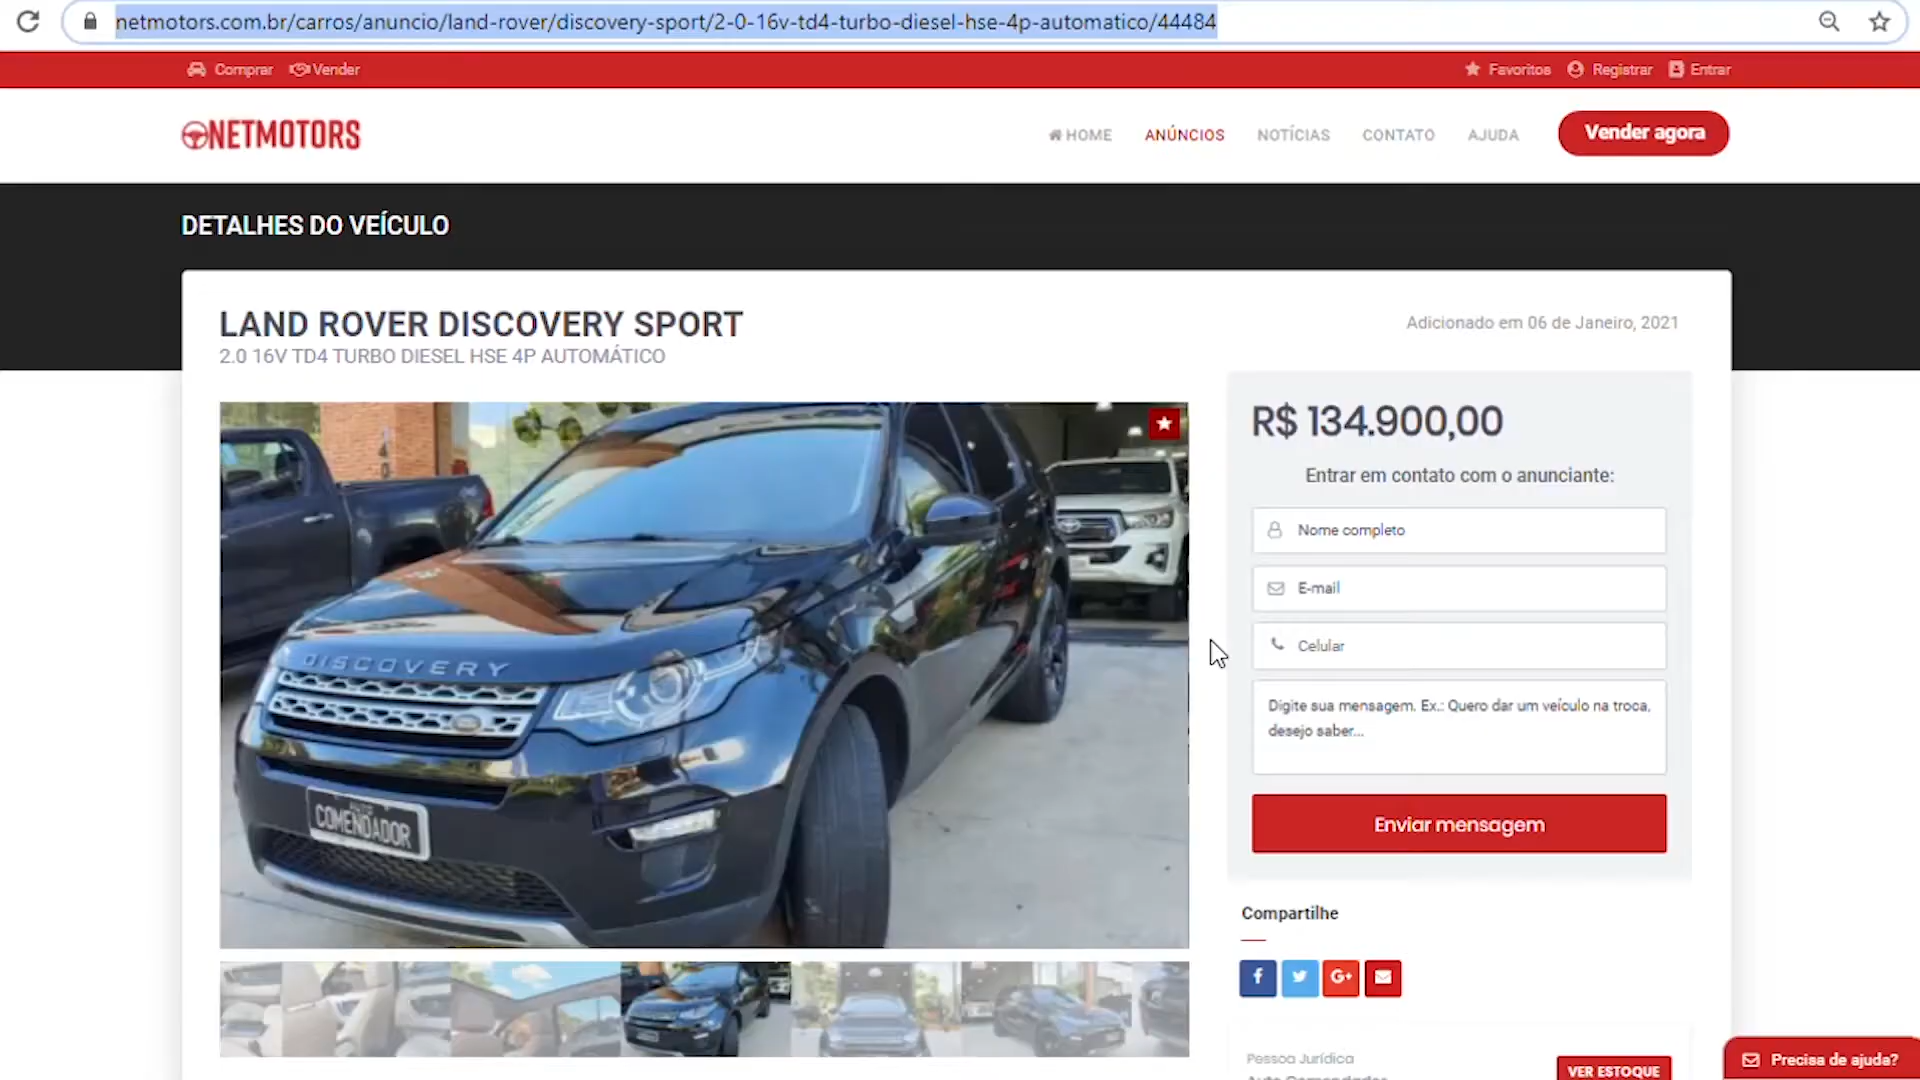 netmotors.com.br/carros/anuncio/land-rover/discovery-sport/2-0-16v-td4-turbo-diesel-hse-4p-automatico/44484
Comprar Vender
Favoritos Registrar Entrar
NETMOTORS
HOME ANÚNCIOS NOTÍCIAS CONTATO AJUDA Vender agora
DETALHES DO VEÍCULO
LAND ROVER DISCOVERY SPORT
Adicionado em 06 de Janeiro, 2021
2.0 16V TD4 TURBO DIESEL HSE 4P AUTOMÁTICO
R$ 134.900,00
Entrar em contato com o anunciante:
Nome completo
E-mail
Celular
Digite sua mensagem. Ex.: Quero dar um veículo na troca,
desejo saber...
Enviar mensagem
DISCOVERY
AUTO
COMENDADOR
Compartilhe
Pessoa Jurídica
VER ESTOQUE
Precisa de ajuda?